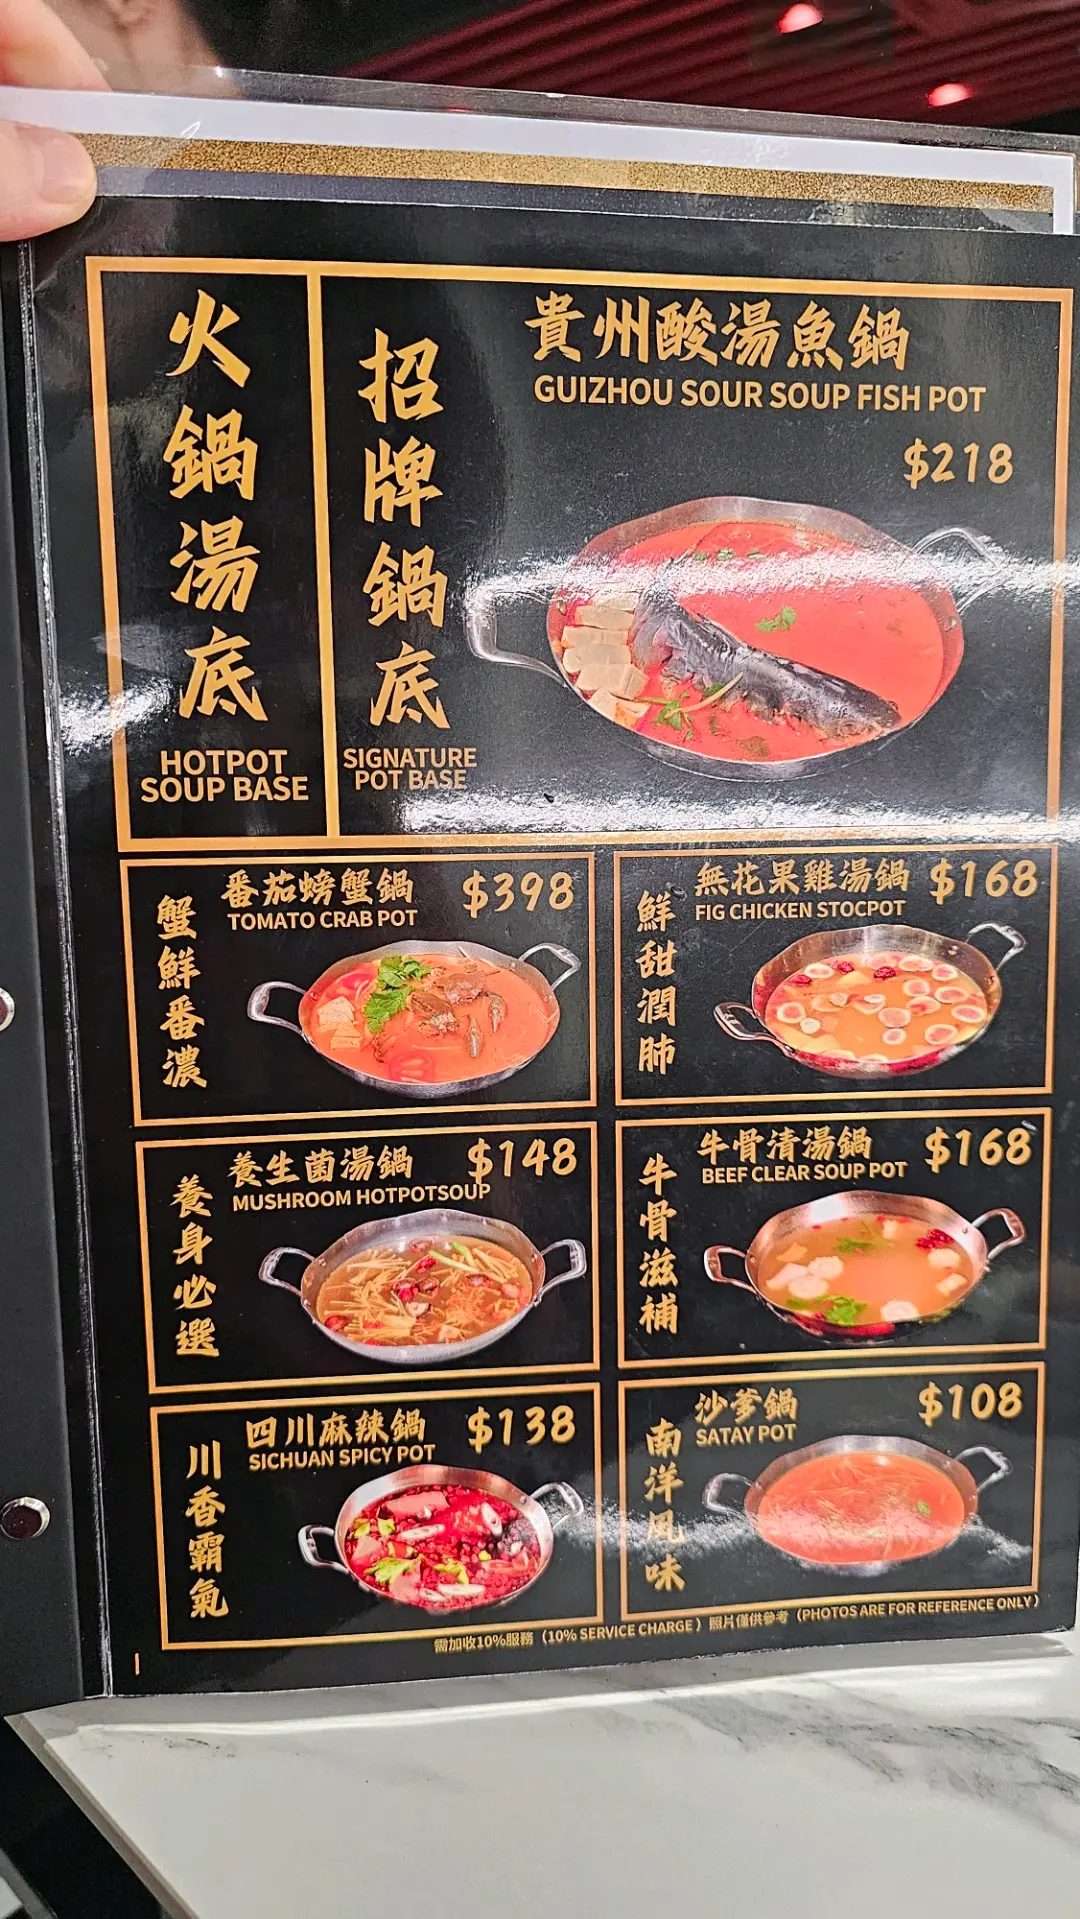 火鍋湯底
HOTPOT
SOUP BASE
招牌鍋底
SIGNATURE
POT BASE
貴州酸湯魚鍋
GUIZHOU SOUR SOUP FISH POT
$218
蟹鮮番濃
番茄螃蟹鍋 $398
TOMATO CRAB POT
鮮甜潤肺
無花果雞湯鍋 $168
FIG CHICKEN STOCPOT
養身必選
養生菌湯鍋 $148
MUSHROOM HOTPOTSOUP
牛骨滋補
牛骨清湯鍋 $168
BEEF CLEAR SOUP POT
川香霸氣
四川麻辣鍋 $138
SICHUAN SPICY POT
南洋風味
沙爹鍋 $108
SATAY POT
需加收10%服務（10% SERVICE CHARGE）照片僅供參考（PHOTOS ARE FOR REFERENCE ONLY）